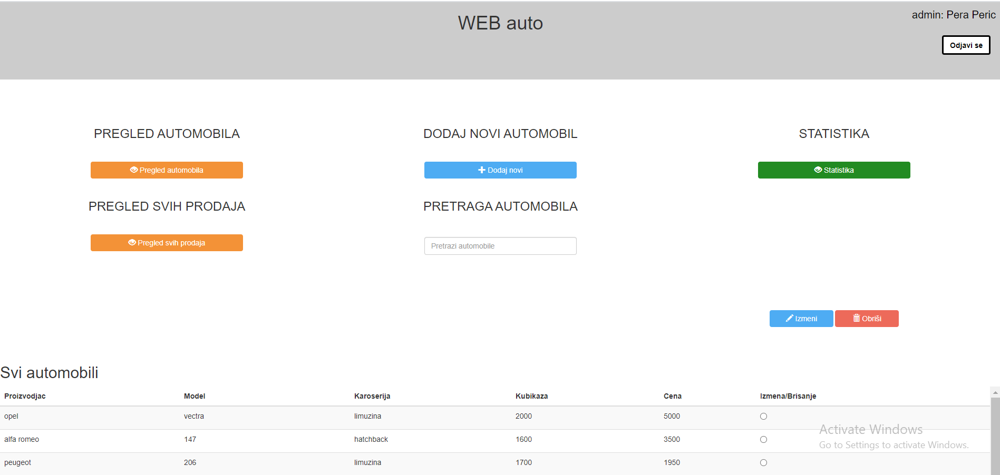 WEB auto
admin: Pera Peric
Odjavi se
PREGLED AUTOMOBILA
DODAJ NOVI AUTOMOBIL
STATISTIKA
Pregled automobila
Dodaj novi
Statistika
PREGLED SVIH PRODAJA
PRETRAGA AUTOMOBILA
Pregled svih prodaja
Pretrazi automobile
Izmeni
Obriši
Svi automobili
Proizvodjac Model Karoserija Kubikaza Cena Izmena/Brisanje
opel vectra limuzina 2000 5000
alfa romeo 147 hatchback 1600 3500
peugeot 206 limuzina 1700 1950
Activate Windows
Go to Settings to activate Windows.